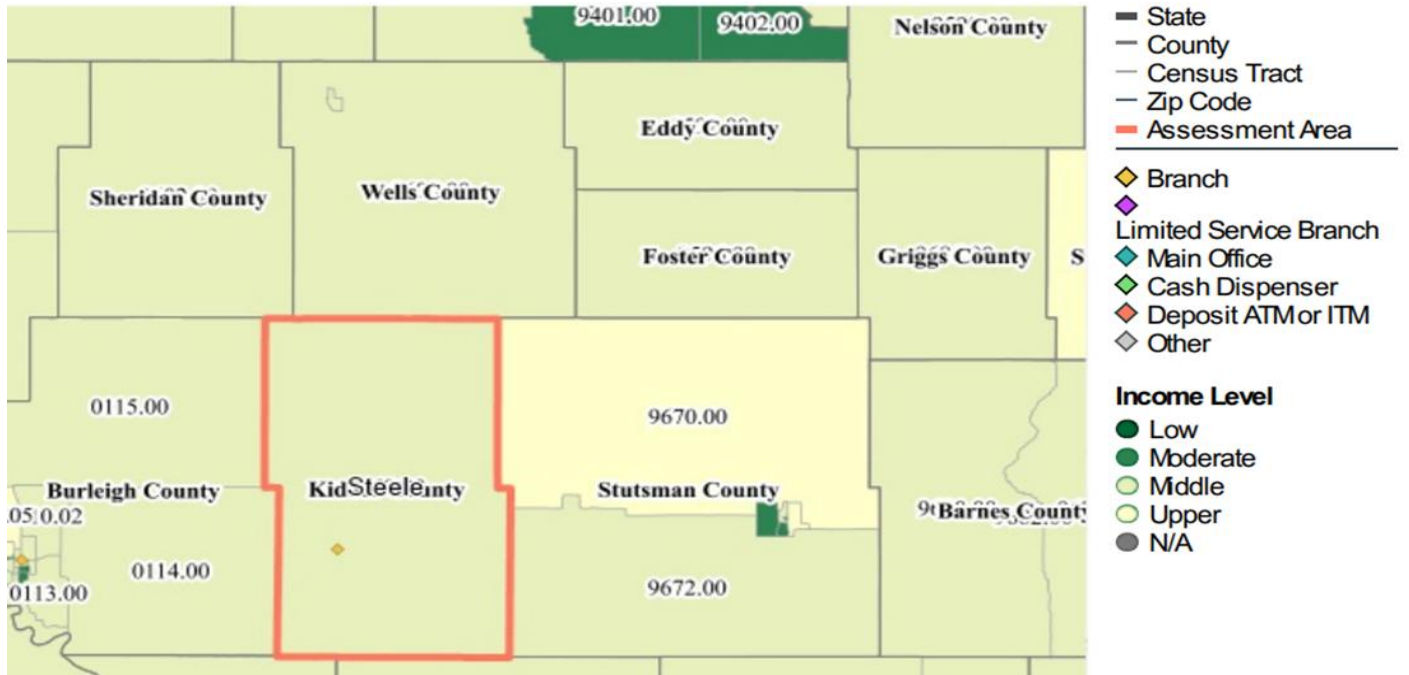 9401.00
9402.00
Nelson County
Eddy County
Sheridan County
Wells County
Foster County
Griggs County
S
0115.00
9670.00
Burleigh County
Steele
Stutsman County
Barnes County
0114.00
0113.00
9672.00
State
County
Census Tract
Zip Code
Assessment Area
Branch
Limited Service Branch
Main Office
Cash Dispenser
Deposit ATM or ITM
Other
Income Level
Low
Moderate
Middle
Upper
N/A